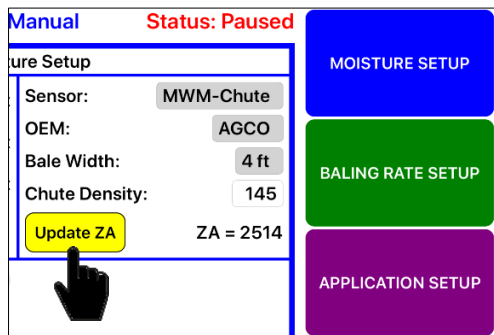 Manual Status: Paused
ure Setup
Sensor: MWM-Chute
OEM: AGCO
Bale Width: 4 ft
Chute Density: 145
Update ZA ZA = 2514
MOISTURE SETUP
BALING RATE SETUP
APPLICATION SETUP